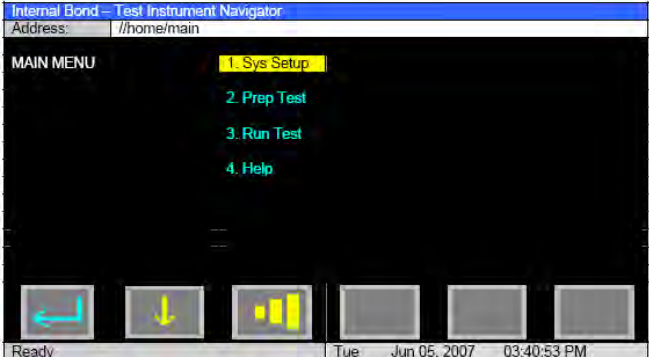 Internal Bond – Test Instrument Navigator
Address: //home/main
MAIN MENU
1. Sys Setup
2. Prep Test
3. Run Test
4. Help
Ready Tue Jun 05, 2007 03:40:53 PM